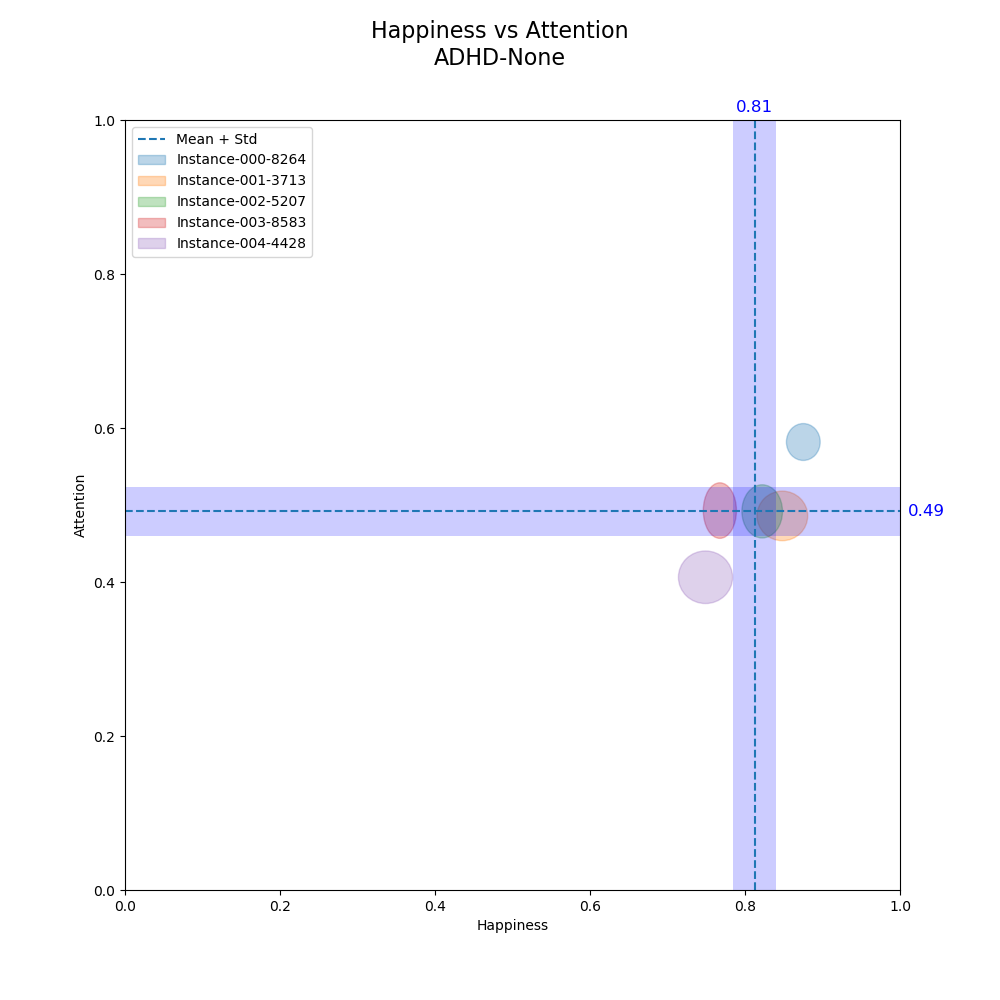 Happiness vs Attention
ADHD-None
0.81
1.0
Mean + Std
Instance-000-8264
Instance-001-3713
Instance-002-5207
Instance-003-8583
Instance-004-4428
0.8
0.6
Attention
0.49
0.4
0.2
0.0
0.0 0.2 0.4 0.6 0.8 1.0
Happiness